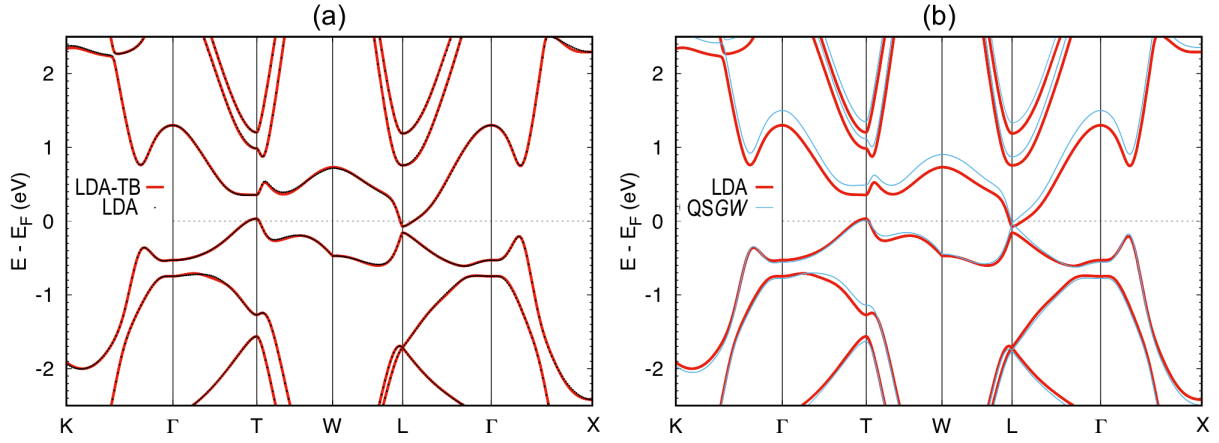 (a)
E - E_F (eV)
2
1
0
-1
-2
LDA-TB
LDA
K Γ T W L Γ X
(b)
E - E_F (eV)
2
1
0
-1
-2
LDA
QSGW
K Γ T W L Γ X